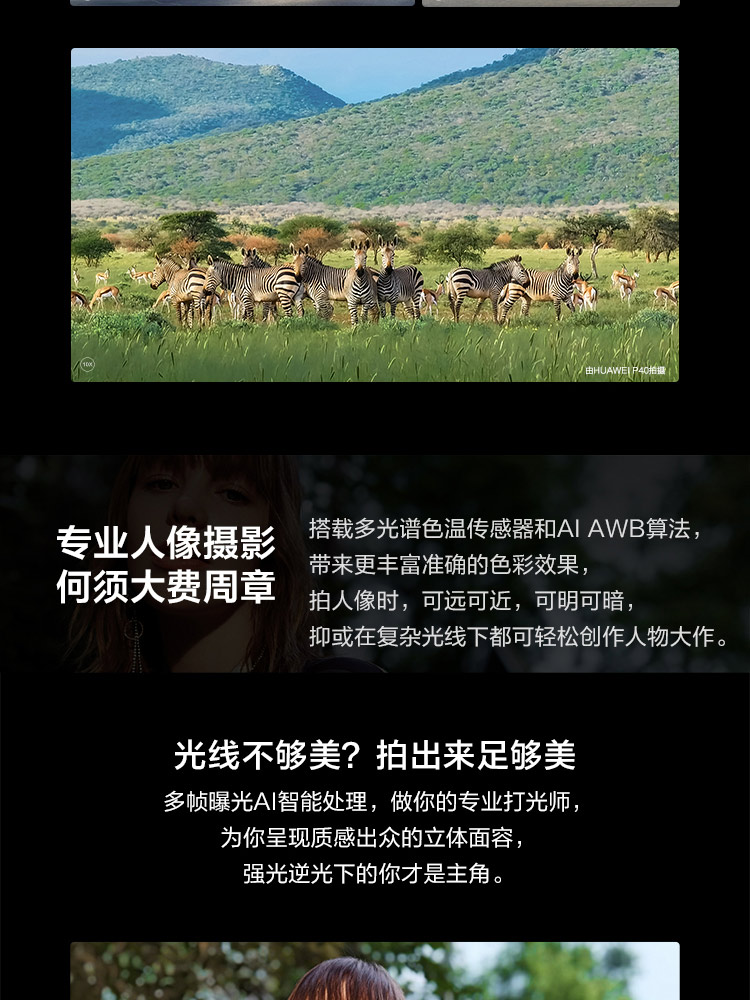 10X
由HUAWEI P40拍摄
专业人像摄影
何须大费周章
搭载多光谱色温传感器和AI AWB算法，
带来更丰富准确的色彩效果，
拍人像时，可远可近，可明可暗，
抑或在复杂光线下都可轻松创作人物大作。
光线不够美？拍出来足够美
多帧曝光AI智能处理，做你的专业打光师，
为你呈现质感出众的立体面容，
强光逆光下的你才是主角。